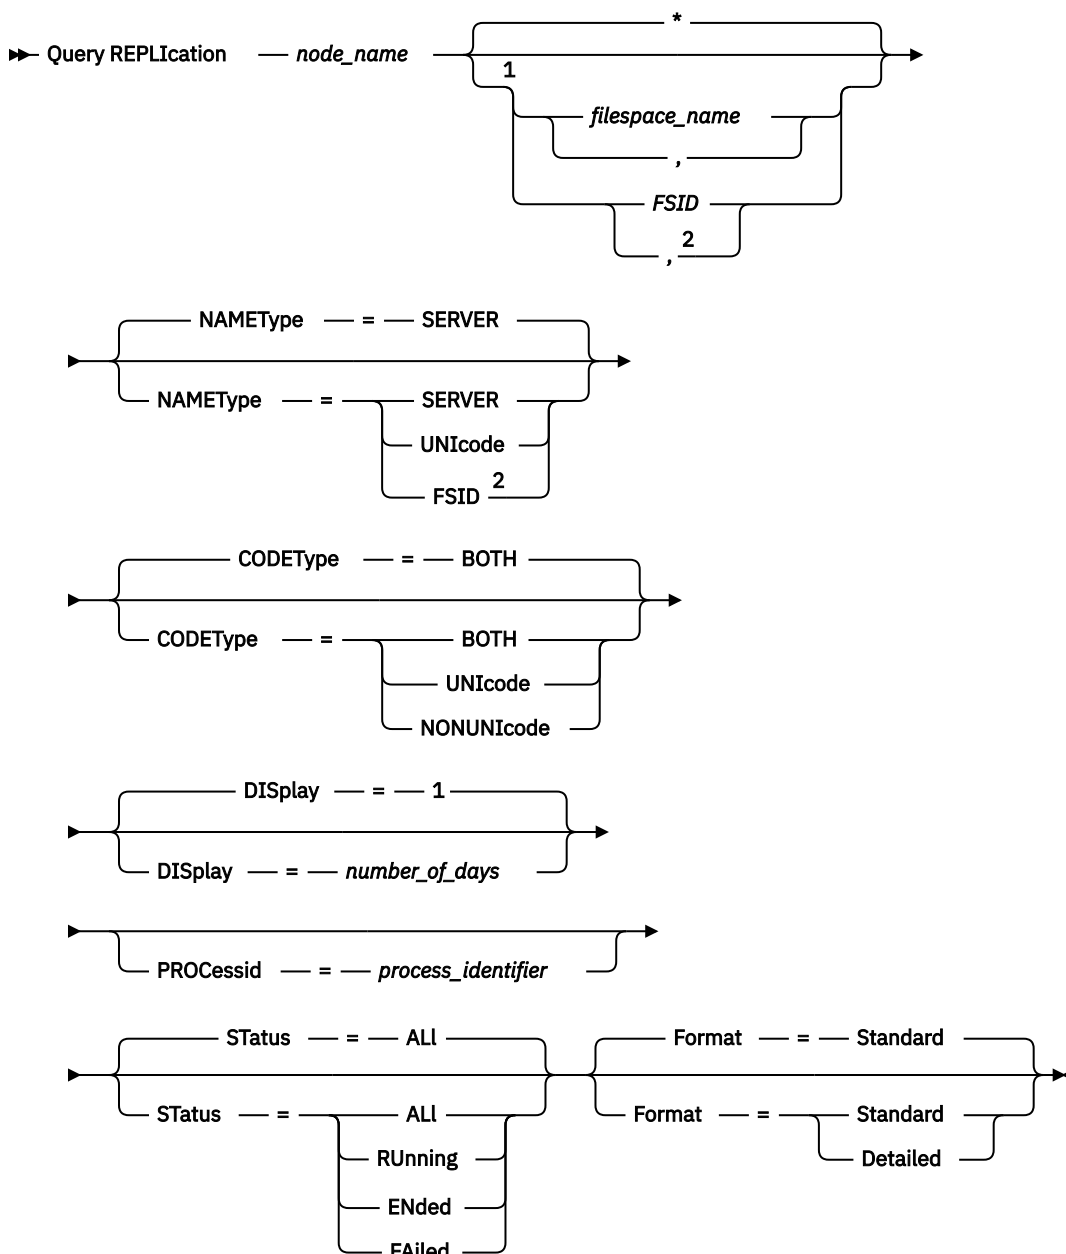 *
Query REPLIcation node_name
1
filespace_name
,
FSID
2
,
NAMEType = SERVER
NAMEType = SERVER
UNIcode
FSID 2
CODEType = BOTH
CODEType = BOTH
UNIcode
NONUNIcode
DISplay = 1
DISplay = number_of_days
PROCessid = process_identifier
STatus = ALl Format = Standard
STatus = ALl Format = Standard
RUnning Detailed
ENded
FAiled